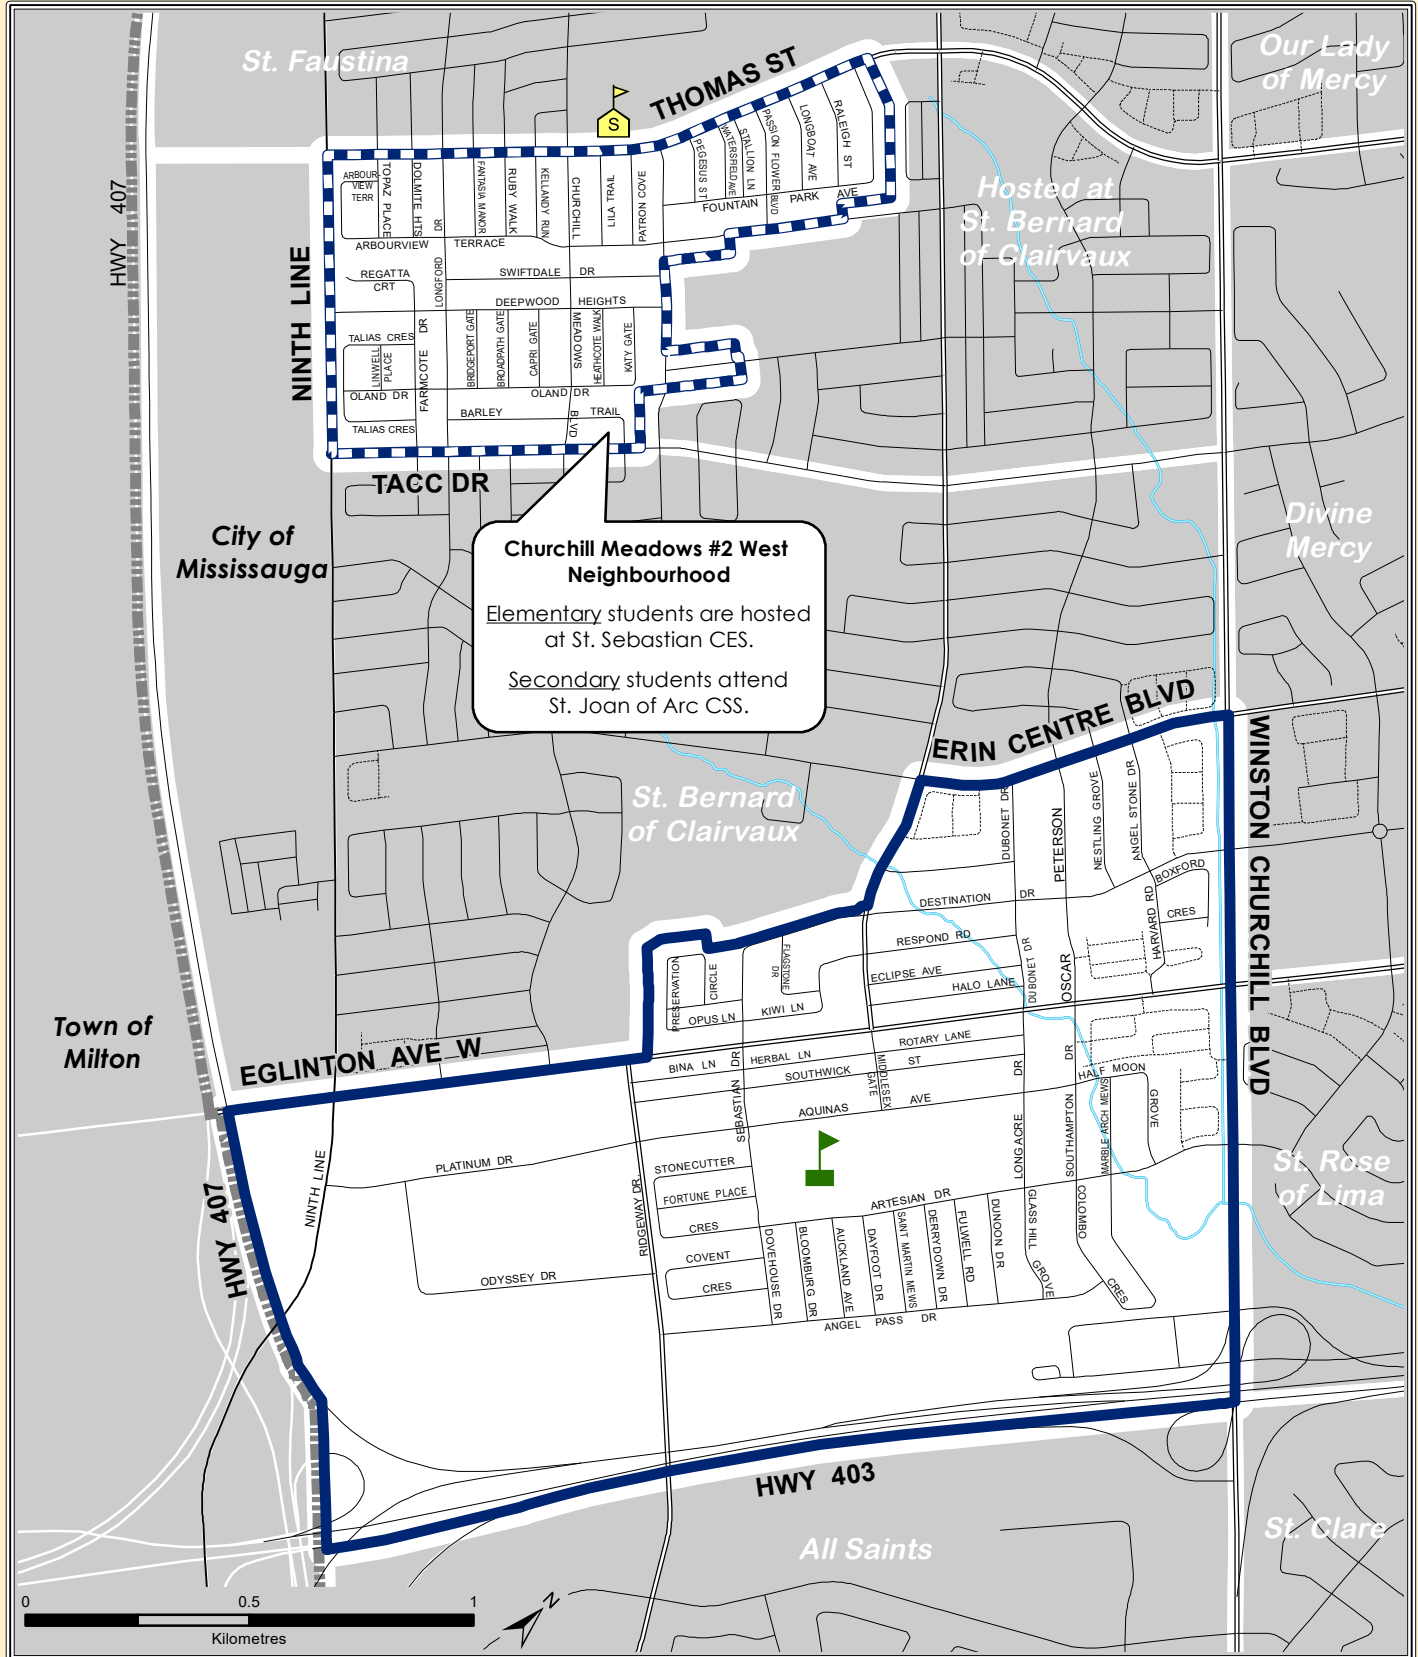 St. Faustina
THOMAS ST
Our Lady
of Mercy
HWY 407
S
NINTH LINE
ARBOUR-
VIEW
TERR
TOPAZ PLACE
DOLMITE HTS
FANTASIA MANOR
RUBY WALK
KELLANDY RUN
CHURCHILL
LILA TRAIL
PATRON COVE
PEGESUS ST
WATERSFIELD AVE
STALLION LN
PASSION FLOWER BLVD
LONGBOAT AVE
RALEIGH ST
FOUNTAIN PARK AVE
ARBOURVIEW TERRACE
LONGFORD DR
REGATTA
CRT
SWIFTDALE DR
DEEPWOOD HEIGHTS
TALIAS CRES
LINWELL
PLACE
FARMCOTE DR
BRIDGEPORT GATE
BROADPATH GATE
CAPRI GATE
MEADOWS
HEATHCOTE WALK
KATY GATE
OLAND DR
OLAND DR
BARLEY TRAIL
BLVD
TALIAS CRES
TACC DR
Hosted at
St. Bernard
of Clairvaux
City of
Mississauga
Divine
Mercy
Churchill Meadows #2 West
Neighbourhood
Elementary students are hosted
at St. Sebastian CES.
Secondary students attend
St. Joan of Arc CSS.
ERIN CENTRE BLVD
WINSTON CHURCHILL BLVD
St. Bernard
of Clairvaux
DUBONET DR
PETERSON
NESTLING GROVE
ANGEL STONE DR
BOXFORD
CRES
HARVARD RD
DESTINATION DR
RESPOND RD
ECLIPSE AVE
HALO LANE
DUBONET DR
OSCAR
PRESERVATION
CIRCLE
FLAGSTONE
DR
OPUS LN
KIWI LN
Town of
Milton
EGLINTON AVE W
BINA LN
HERBAL LN
ROTARY LANE
SOUTHWICK ST
MIDDLESEX
GATE
SEBASTIAN DR
AQUINAS AVE
DR
HALF MOON
GROVE
MARBLE ARCH MEWS
SOUTHAMPTON
DR
LONGACRE
PLATINUM DR
NINTH LINE
HWY 407
RIDGEWAY DR.
STONECUTTER
FORTUNE PLACE
CRES
COVENT
CRES
ODYSSEY DR
ARTESIAN DR
DOVEHOUSE DR
BLOOMBURG DR
AUCKLAND AVE
DAYFOOT DR
SAINT MARTIN MEWS
DERRYDOWN DR
FULWELL RD
DUNOON DR
GLASS HILL
GROVE
COLOMBO
CRES
ANGEL PASS DR
St. Rose
of Lima
HWY 403
All Saints
St. Clare
0 0.5 1
Kilometres
N